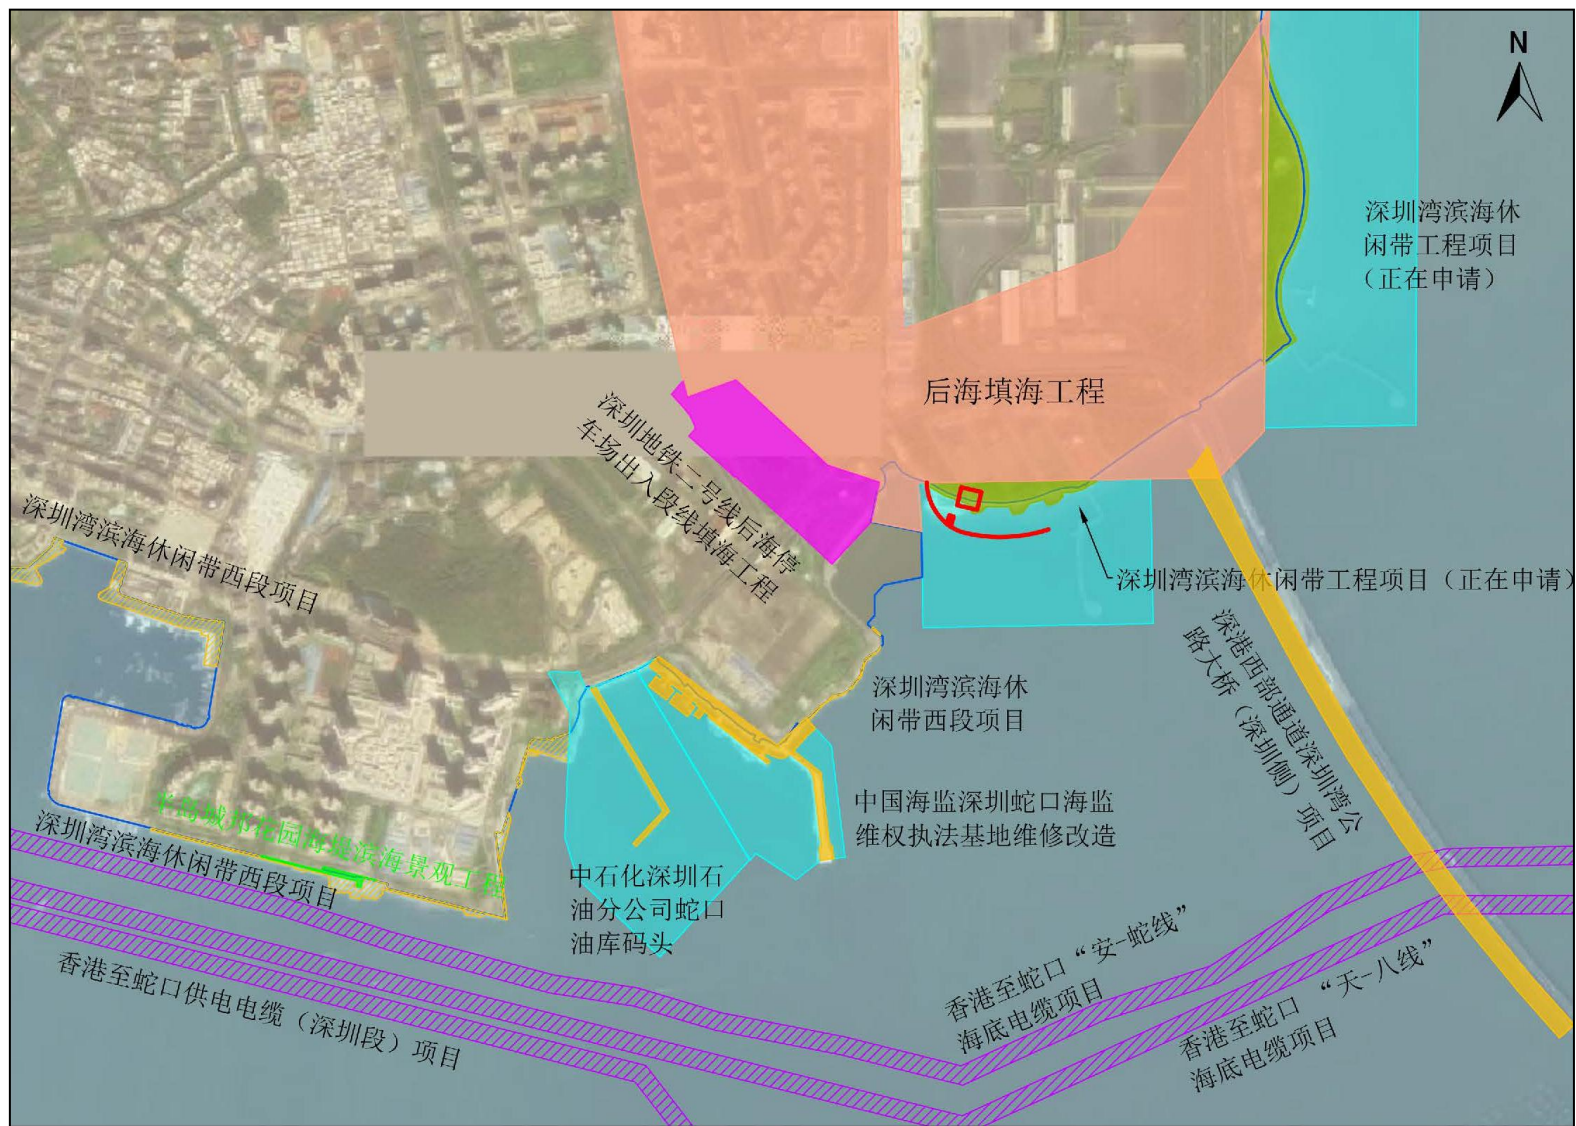 N
深圳湾滨海休
闲带工程项目
（正在申请）
后海填海工程
深圳地铁二号线后海停
车场出入段线填海工程
深圳湾滨海休闲带西段项目
深圳湾滨海休闲带工程项目（正在申请）
深港西部通道深圳湾公
路大桥（深圳侧）项目
深圳湾滨海休
闲带西段项目
中国海监深圳蛇口海监
维权执法基地维修改造
半岛城邦花园海堤滨海景观工程
深圳湾滨海休闲带西段项目
中石化深圳石
油分公司蛇口
油库码头
香港至蛇口“安-蛇线”
海底电缆项目
香港至蛇口“天-八线”
海底电缆项目
香港至蛇口供电电缆（深圳段）项目